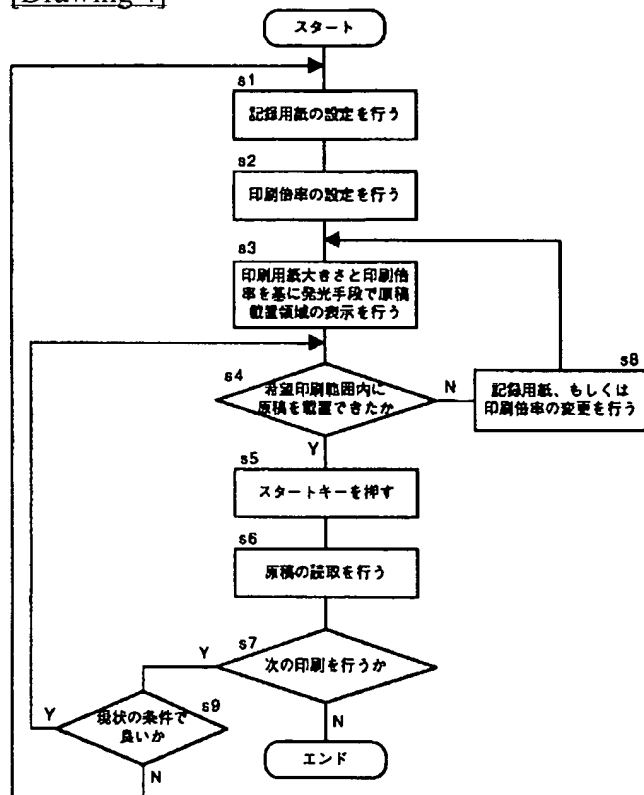 スタート
s1
記録用紙の設定を行う
s2
印刷倍率の設定を行う
s3
印刷用紙大きさと印刷倍
率を基に発光手段で原稿
載置領域の表示を行う
s4
希望印刷範囲内に
原稿を載置できたか
N
s8
記録用紙、もしくは
印刷倍率の変更を行う
Y
s5
スタートキーを押す
s6
原稿の読取を行う
s7
Y
次の印刷を行うか
s9
Y
現状の条件で
良いか
N
N
エンド